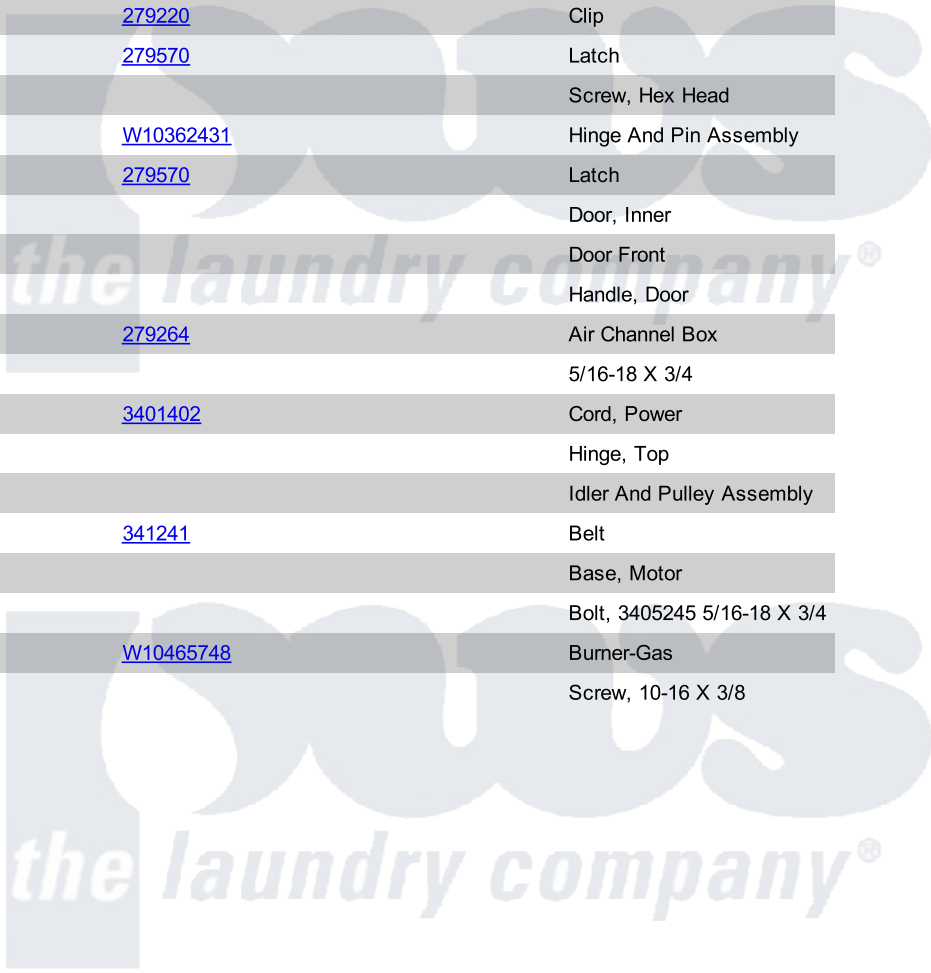 279220 Clip
279570 Latch
Screw, Hex Head
W10362431 Hinge And Pin Assembly
279570 Latch
Door, Inner
Door Front
the laundry company®
Handle, Door
279264 Air Channel Box
5/16-18 X 3/4
3401402 Cord, Power
Hinge, Top
Idler And Pulley Assembly
341241 Belt
Base, Motor
Bolt, 3405245 5/16-18 X 3/4
W10465748 Burner-Gas
pws
Screw, 10-16 X 3/8
the laundry company®